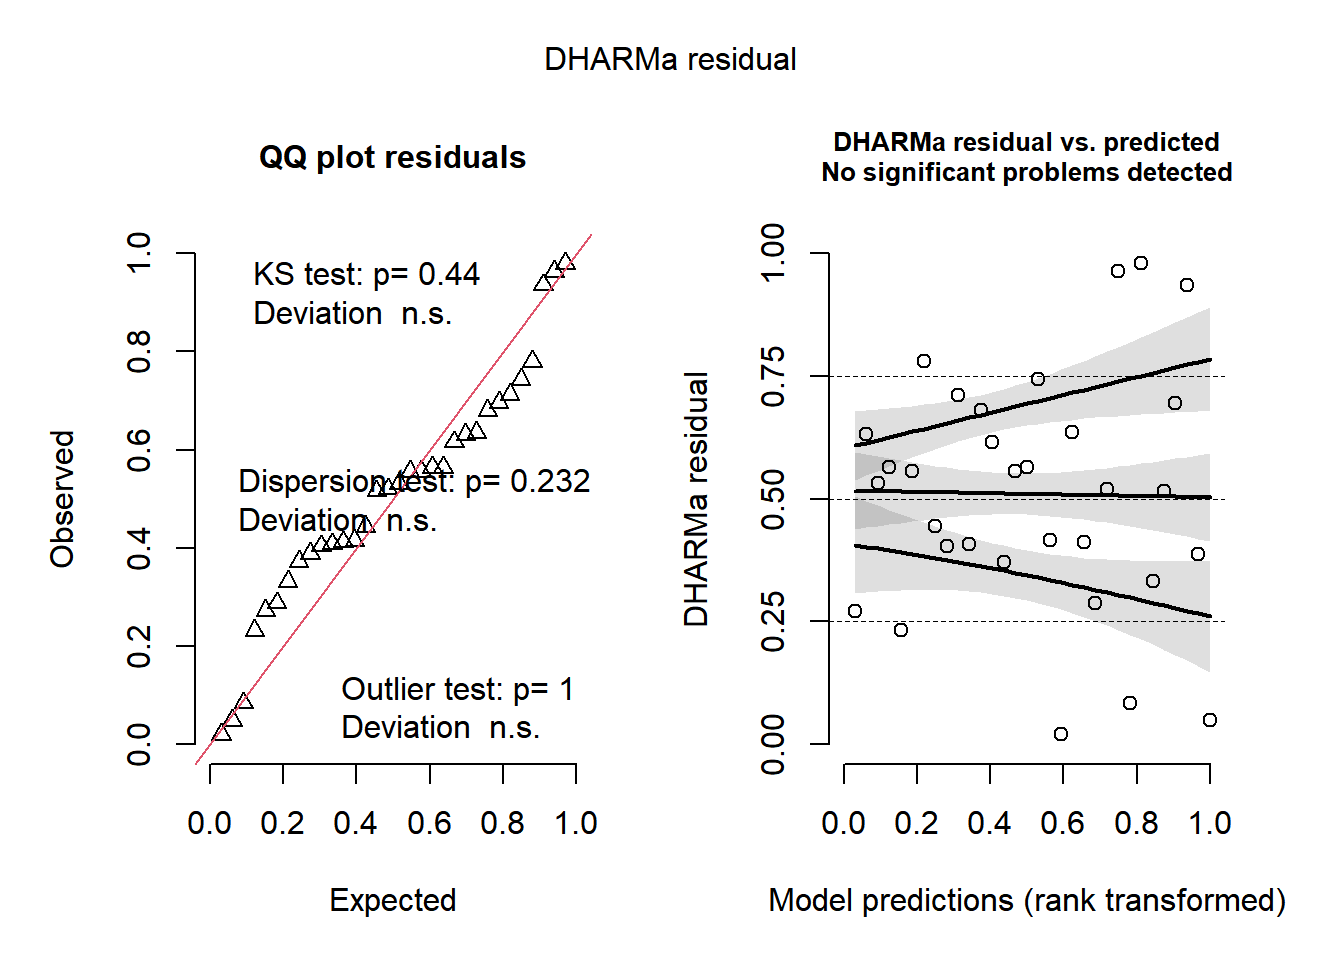 DHARMa residual
QQ plot residuals
KS test: p= 0.44
Deviation  n.s.
Dispersion test: p= 0.232
Deviation  n.s.
Outlier test: p= 1
Deviation  n.s.
Observed
0.0
0.2
0.4
0.6
0.8
1.0
0.0 0.2 0.4 0.6 0.8 1.0
Expected
DHARMa residual vs. predicted
No significant problems detected
DHARMa residual
0.00
0.25
0.50
0.75
1.00
0.0 0.2 0.4 0.6 0.8 1.0
Model predictions (rank transformed)